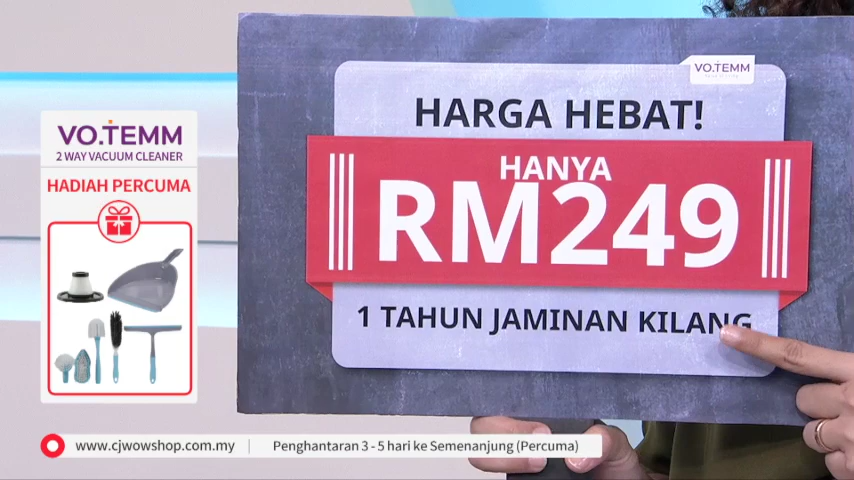 VO.TEMM
2 WAY VACUUM CLEANER
HADIAH PERCUMA
VO.TEMM
HARGA HEBAT!
HANYA
RM249
1 TAHUN JAMINAN KILANG
www.cjwowshop.com.my
Penghantaran 3 - 5 hari ke Semenanjung (Percuma)